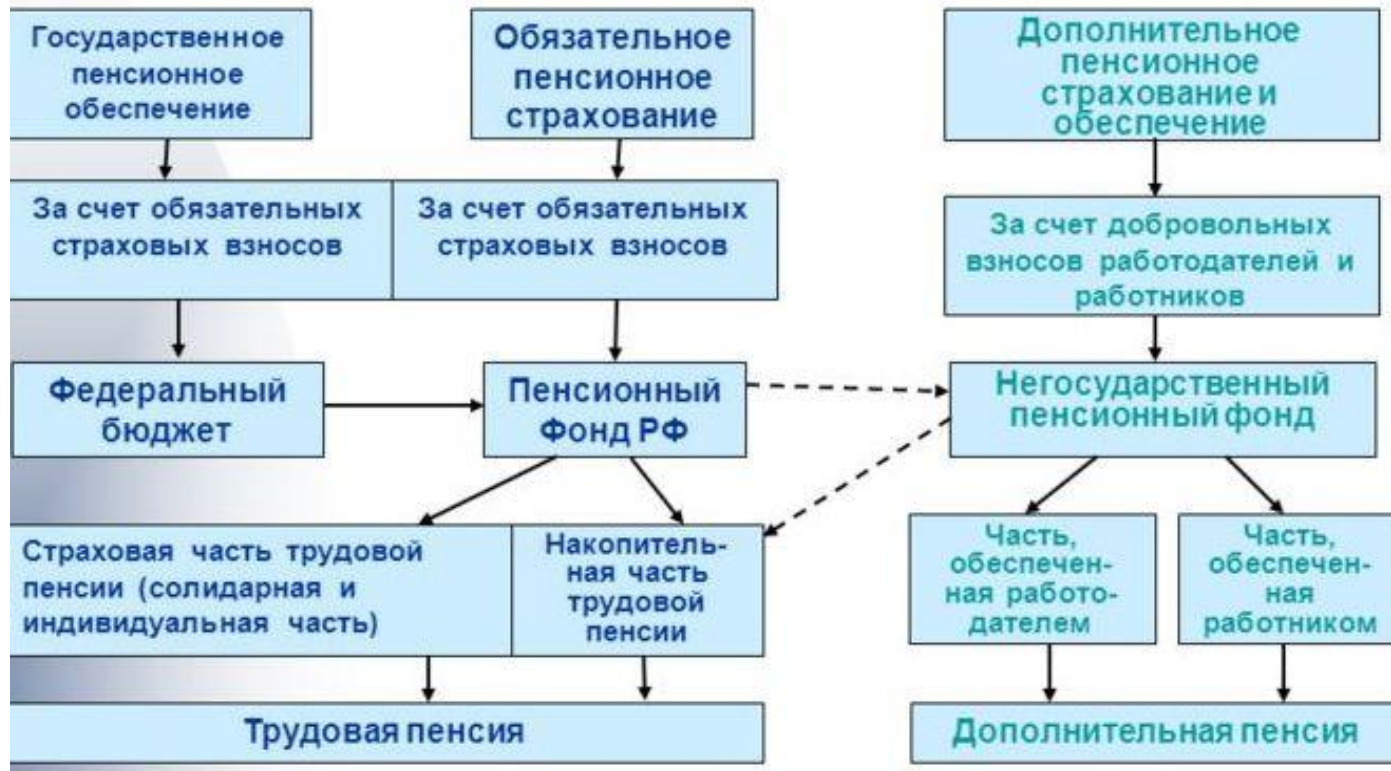 Государственное
пенсионное
обеспечение
Обязательное
пенсионное
страхование
Дополнительное
пенсионное
страхование и
обеспечение
За счет обязательных
страховых взносов
За счет обязательных
страховых взносов
За счет добровольных
взносов работодателей и
работников
Федеральный
бюджет
Пенсионный
Фонд РФ
Негосударственный
пенсионный фонд
Страховая часть трудовой
пенсии (солидарная и
индивидуальная часть)
Накопитель-
ная часть
трудовой
пенсии
Часть,
обеспечен-
ная работо-
дателем
Часть,
обеспечен-
ная
работником
Трудовая пенсия
Дополнительная пенсия